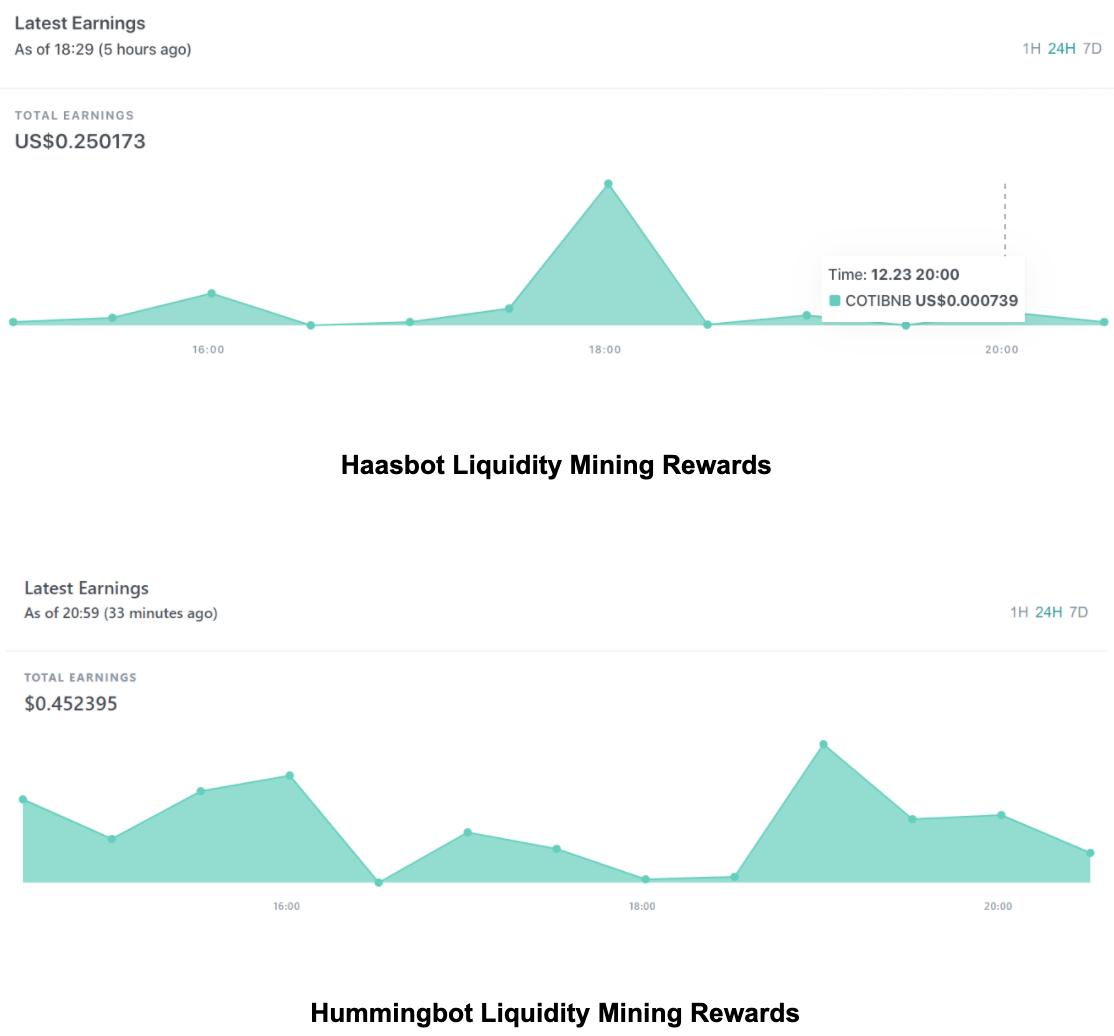 Latest Earnings
As of 18:29 (5 hours ago)
1H 24H 7D
TOTAL EARNINGS
US$0.250173
Time: 12.23 20:00
COTIBNB US$0.000739
16:00 18:00 20:00
Haasbot Liquidity Mining Rewards
Latest Earnings
As of 20:59 (33 minutes ago)
1H 24H 7D
TOTAL EARNINGS
$0.452395
16:00 18:00 20:00
Hummingbot Liquidity Mining Rewards